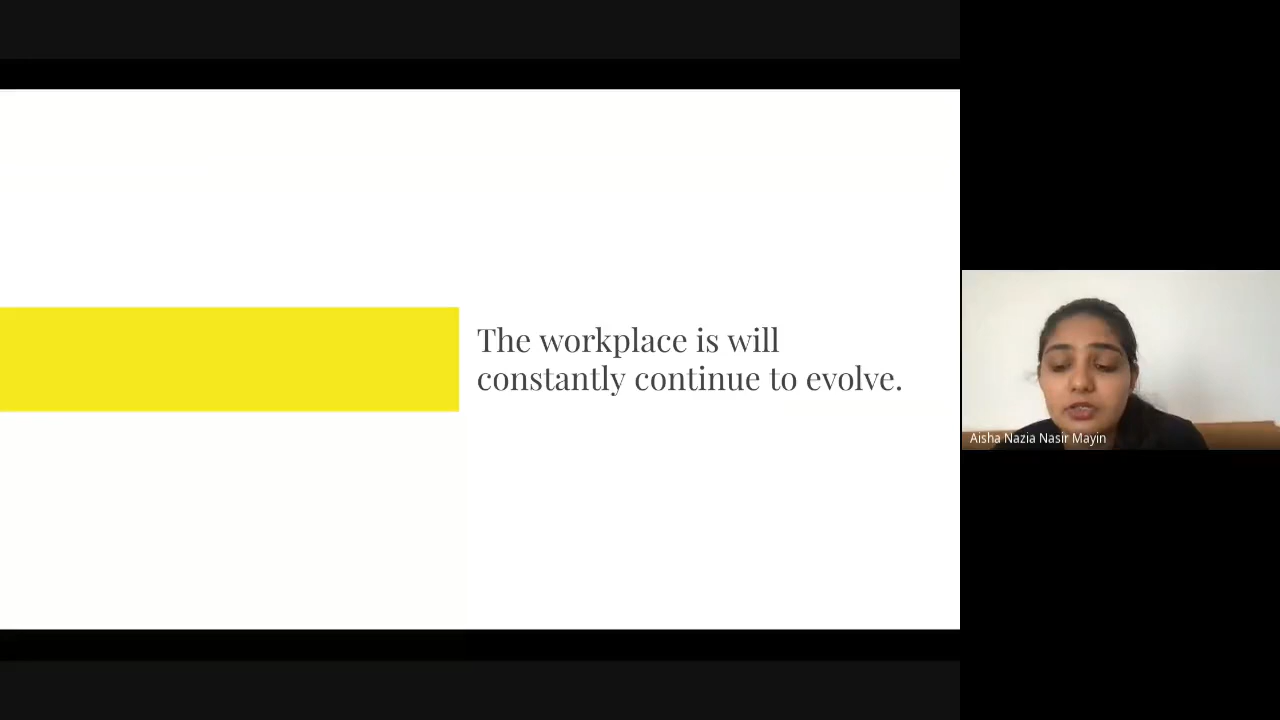 The workplace is will
constantly continue to evolve.
Aisha Nazia Nasir Mayin